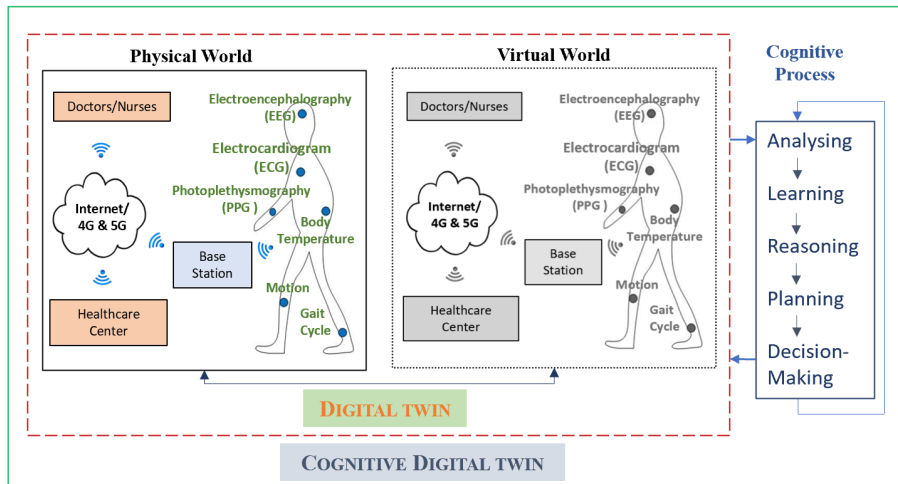 Physical World
Doctors/Nurses
Electroencephalography
(EEG)
Electrocardiogram
(ECG)
Photoplethysmography
(PPG )
Internet/
4G & 5G
Body
Temperature
Base
Station
Motion
Healthcare
Center
Gait
Cycle
Virtual World
Doctors/Nurses
Electroencephalography
(EEG)
Electrocardiogram
(ECG)
Photoplethysmography
(PPG )
Internet/
4G & 5G
Body
Temperature
Base
Station
Motion
Healthcare
Center
Gait
Cycle
Cognitive
Process
Analysing
Learning
Reasoning
Planning
Decision-
Making
DIGITAL TWIN
COGNITIVE DIGITAL TWIN